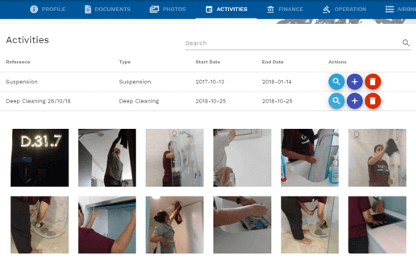 PROFILE DOCUMENTS PHOTOS ACTIVITIES FINANCE OPERATION AIRBN
Activities
Search
Reference Type Start Date End Date Actions
Suspension Suspension 2017-10-13 2018-01-14
Deep Cleaning 26/10/18 Deep Cleaning 2018-10-25 2018-10-25
D.31.7